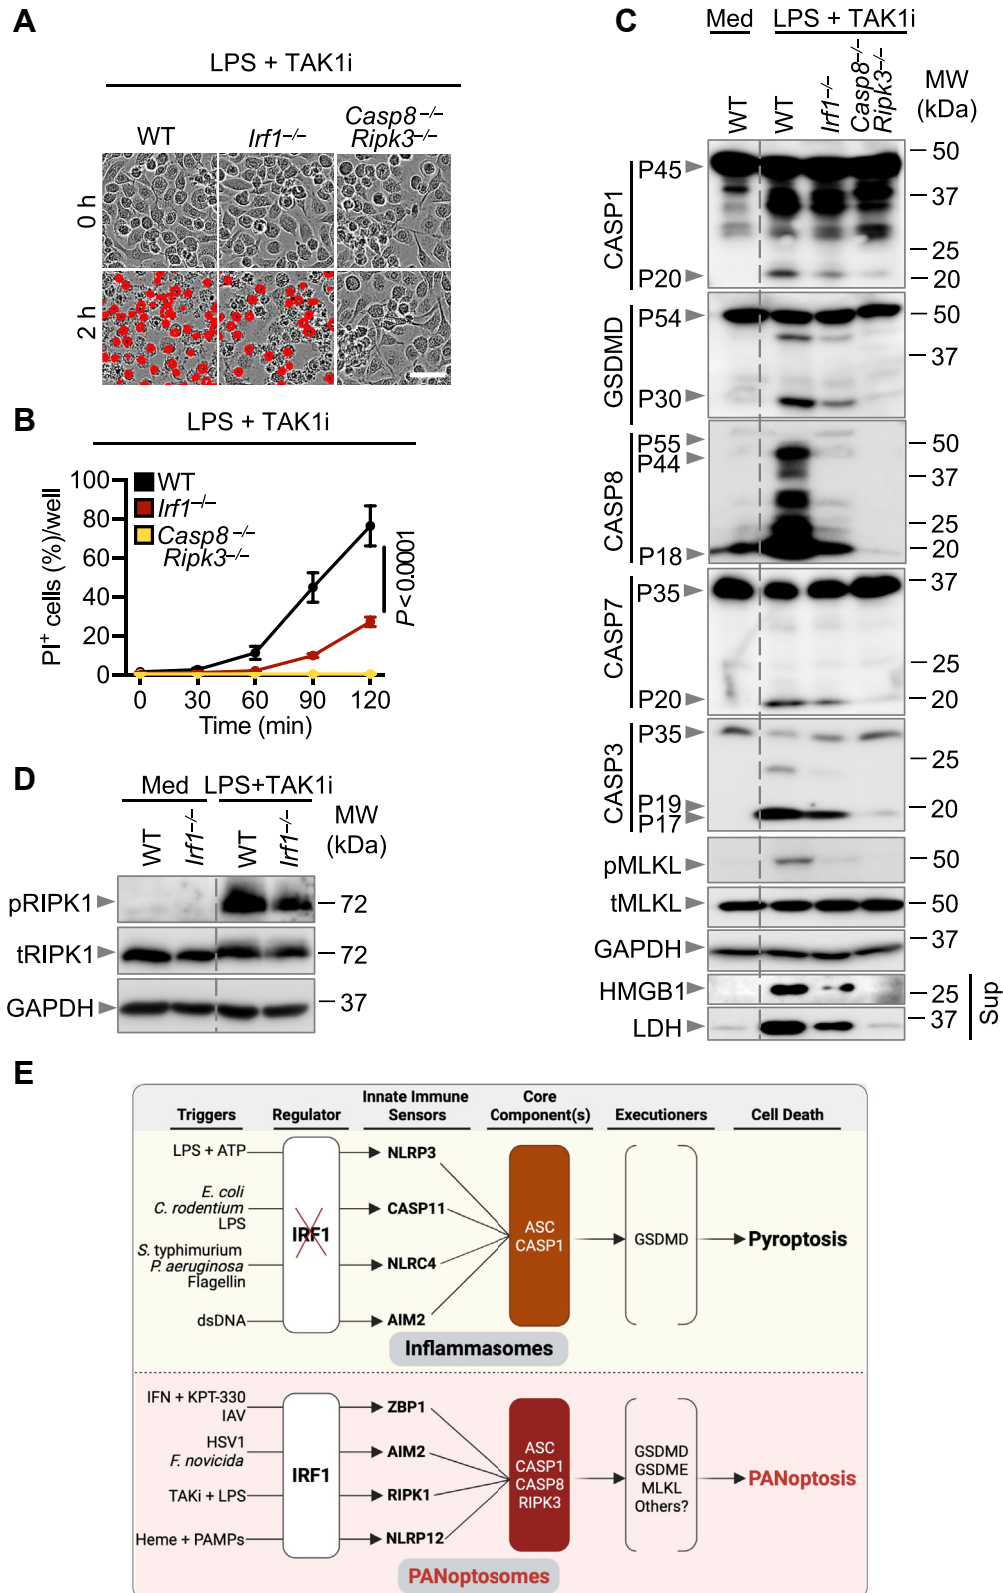 A
LPS + TAK1i
WT
Irf1–/–
Casp8–/–
Ripk3–/–
0 h
2 h
B
LPS + TAK1i
100
80
60
40
20
0
WT
Irf1–/–
Casp8–/–
Ripk3–/–
P < 0.0001
PI+ cells (%)/well
0 30 60 90 120
Time (min)
C
Med
LPS + TAK1i
WT
WT
Irf1–/–
Casp8–/–
Ripk3–/–
MW
(kDa)
CASP1
P45
P20
50
37
25
20
GSDMD
P54
P30
50
37
CASP8
P55
P44
P18
50
37
25
20
CASP7
P35
P20
37
25
20
CASP3
P35
P19
P17
25
20
pMLKL
50
tMLKL
50
GAPDH
37
HMGB1
25
LDH
37
Sup
D
Med
LPS+TAK1i
WT
Irf1–/–
WT
Irf1–/–
MW
(kDa)
pRIPK1
72
tRIPK1
72
GAPDH
37
E
Triggers
Regulator
Innate Immune
Sensors
Core
Component(s)
Executioners
Cell Death
LPS + ATP
E. coli
C. rodentium
LPS
S. typhimurium
P. aeruginosa
Flagellin
dsDNA
IRF1
NLRP3
CASP11
NLRC4
AIM2
ASC
CASP1
GSDMD
Pyroptosis
Inflammasomes
IFN + KPT-330
IAV
HSV1
F. novicida
TAKi + LPS
Heme + PAMPs
IRF1
ZBP1
AIM2
RIPK1
NLRP12
ASC
CASP1
CASP8
RIPK3
GSDMD
GSDME
MLKL
Others?
PANoptosis
PANoptosomes